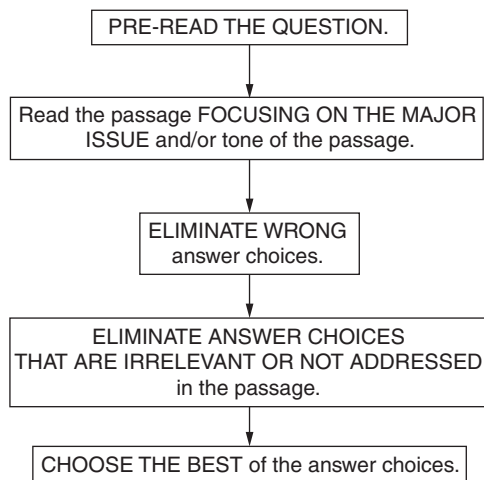 PRE-READ THE QUESTION.
Read the passage FOCUSING ON THE MAJOR
ISSUE and/or tone of the passage.
ELIMINATE WRONG
answer choices.
ELIMINATE ANSWER CHOICES
THAT ARE IRRELEVANT OR NOT ADDRESSED
in the passage.
CHOOSE THE BEST of the answer choices.